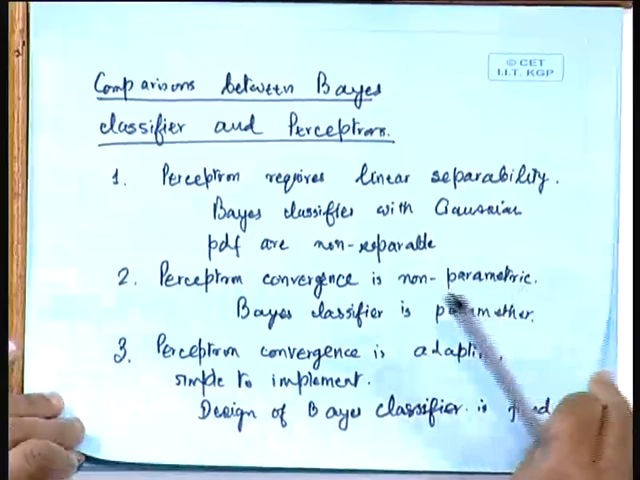 © CET
I.I.T. KGP
Comparisons between Bayes
classifier and Perceptron.
1. Perceptron requires linear separability.
Bayes classifier with Gaussian
pdf are non-separable
2. Perceptron convergence is non-parametric.
Bayes classifier is
3. Perceptron convergence is
simple to implement.
Design of Bayes classifier is